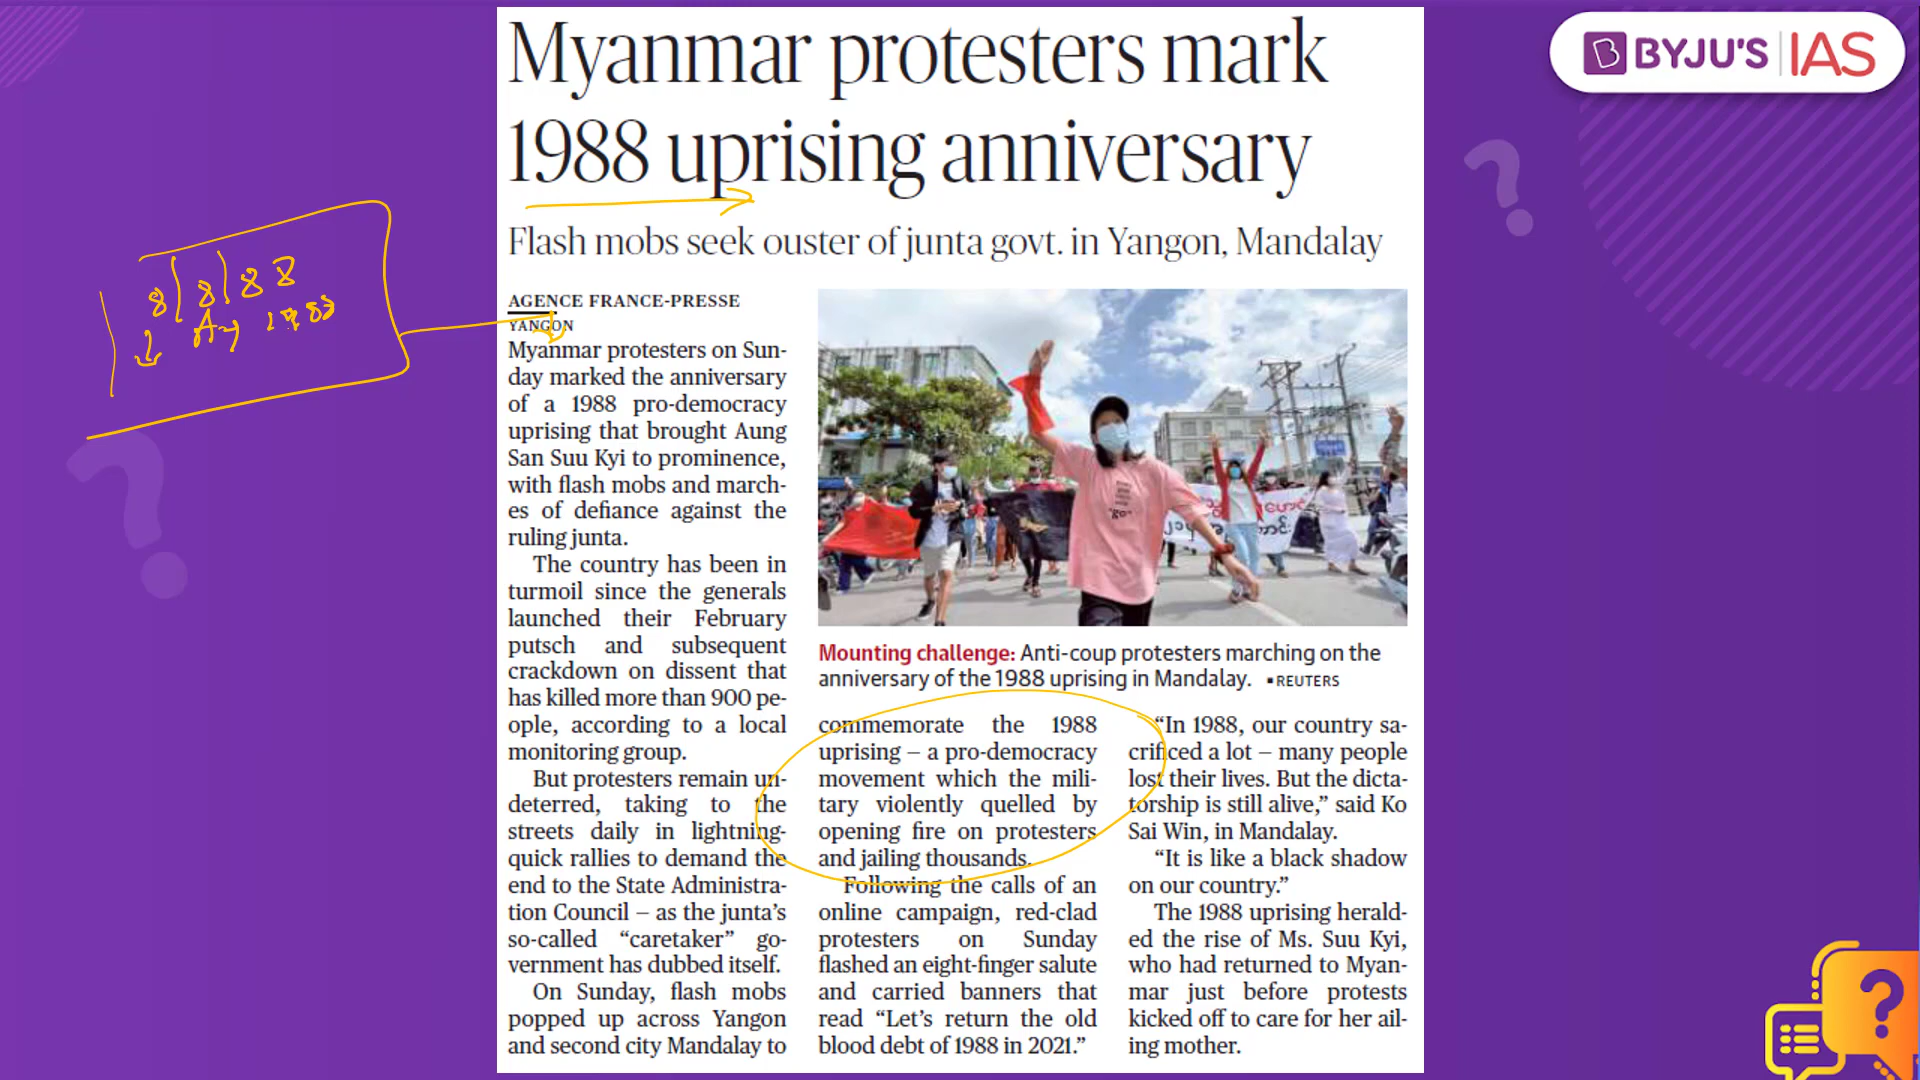 BYJU'S IAS
Myanmar protesters mark
1988 uprising anniversary
Flash mobs seek ouster of junta govt. in Yangon, Mandalay
8 8 88
Aug 1988
AGENCE FRANCE-PRESSE
YANGON
Myanmar protesters on Sun-
day marked the anniversary
of a 1988 pro-democracy
uprising that brought Aung
San Suu Kyi to prominence,
with flash mobs and march-
es of defiance against the
ruling junta.
The country has been in
turmoil since the generals
launched their February
putsch and subsequent
crackdown on dissent that
has killed more than 900 pe-
ople, according to a local
monitoring group.
But protesters remain un-
deterred, taking to the
streets daily in lightning-
quick rallies to demand the
end to the State Administra-
tion Council – as the junta's
so-called “caretaker” go-
vernment has dubbed itself.
On Sunday, flash mobs
popped up across Yangon
and second city Mandalay to
"go"
Mounting challenge: Anti-coup protesters marching on the
anniversary of the 1988 uprising in Mandalay. ▪REUTERS
commemorate the 1988
uprising – a pro-democracy
movement which the mili-
tary violently quelled by
opening fire on protesters
and jailing thousands.
Following the calls of an
online campaign, red-clad
protesters on Sunday
flashed an eight-finger salute
and carried banners that
read “Let's return the old
blood debt of 1988 in 2021.”
“In 1988, our country sa-
crificed a lot – many people
lost their lives. But the dicta-
torship is still alive,” said Ko
Sai Win, in Mandalay.
“It is like a black shadow
on our country.”
The 1988 uprising herald-
ed the rise of Ms. Suu Kyi,
who had returned to Myan-
mar just before protests
kicked off to care for her ail-
ing mother.